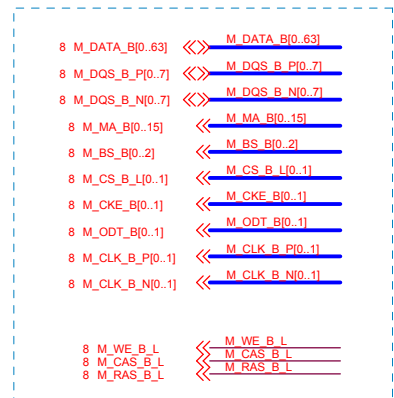 8 M_DATA_B[0..63] M_DATA_B[0..63]
8 M_DQS_B_P[0..7] M_DQS_B_P[0..7]
8 M_DQS_B_N[0..7] M_DQS_B_N[0..7]
8 M_MA_B[0..15] M_MA_B[0..15]
8 M_BS_B[0..2] M_BS_B[0..2]
8 M_CS_B_L[0..1] M_CS_B_L[0..1]
8 M_CKE_B[0..1] M_CKE_B[0..1]
8 M_ODT_B[0..1] M_ODT_B[0..1]
8 M_CLK_B_P[0..1] M_CLK_B_P[0..1]
8 M_CLK_B_N[0..1] M_CLK_B_N[0..1]
8 M_WE_B_L M_WE_B_L
8 M_CAS_B_L M_CAS_B_L
8 M_RAS_B_L M_RAS_B_L